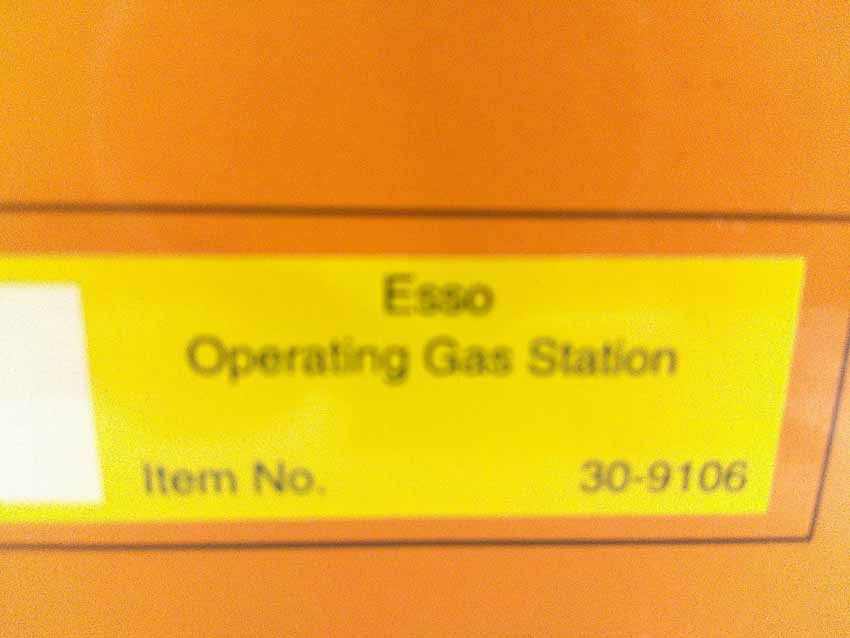 Esso
Operating Gas Station
Item No. 30-9106